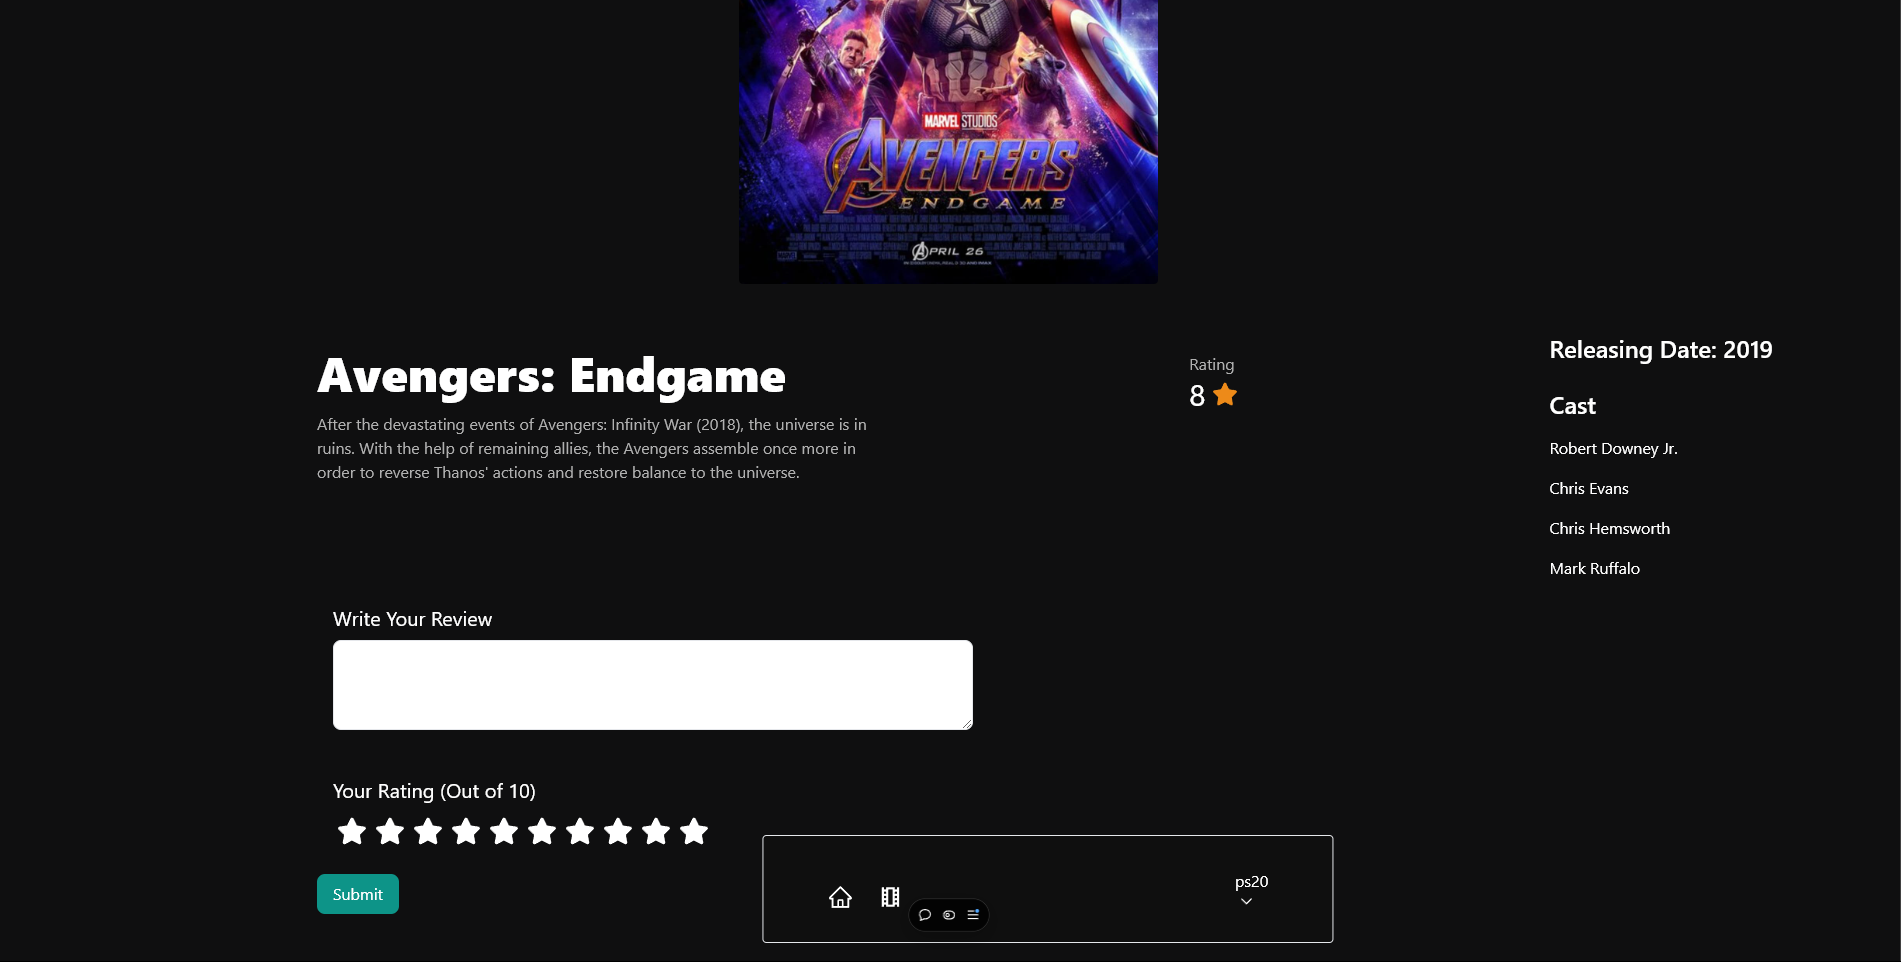 MARVEL STUDIOS
AVENGERS
ENDGAME
APRIL 26
Avengers: Endgame
After the devastating events of Avengers: Infinity War (2018), the universe is in
ruins. With the help of remaining allies, the Avengers assemble once more in
order to reverse Thanos' actions and restore balance to the universe.
Rating
8
Releasing Date: 2019
Cast
Robert Downey Jr.
Chris Evans
Chris Hemsworth
Mark Ruffalo
Write Your Review
Your Rating (Out of 10)
Submit
ps20